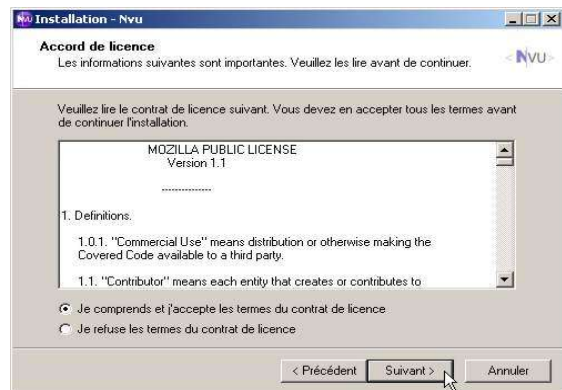 Installation - Nvu
Accord de licence
Les informations suivantes sont importantes. Veuillez les lire avant de continuer.
NVU
Veuillez lire le contrat de licence suivant. Vous devez en accepter tous les termes avant
de continuer l'installation.
MOZILLA PUBLIC LICENSE
Version 1.1
---------------
1. Definitions.
1.0.1. "Commercial Use" means distribution or otherwise making the
Covered Code available to a third party.
1.1. "Contributor" means each entity that creates or contributes to
Je comprends et j'accepte les termes du contrat de licence
Je refuse les termes du contrat de licence
< Précédent Suivant > Annuler